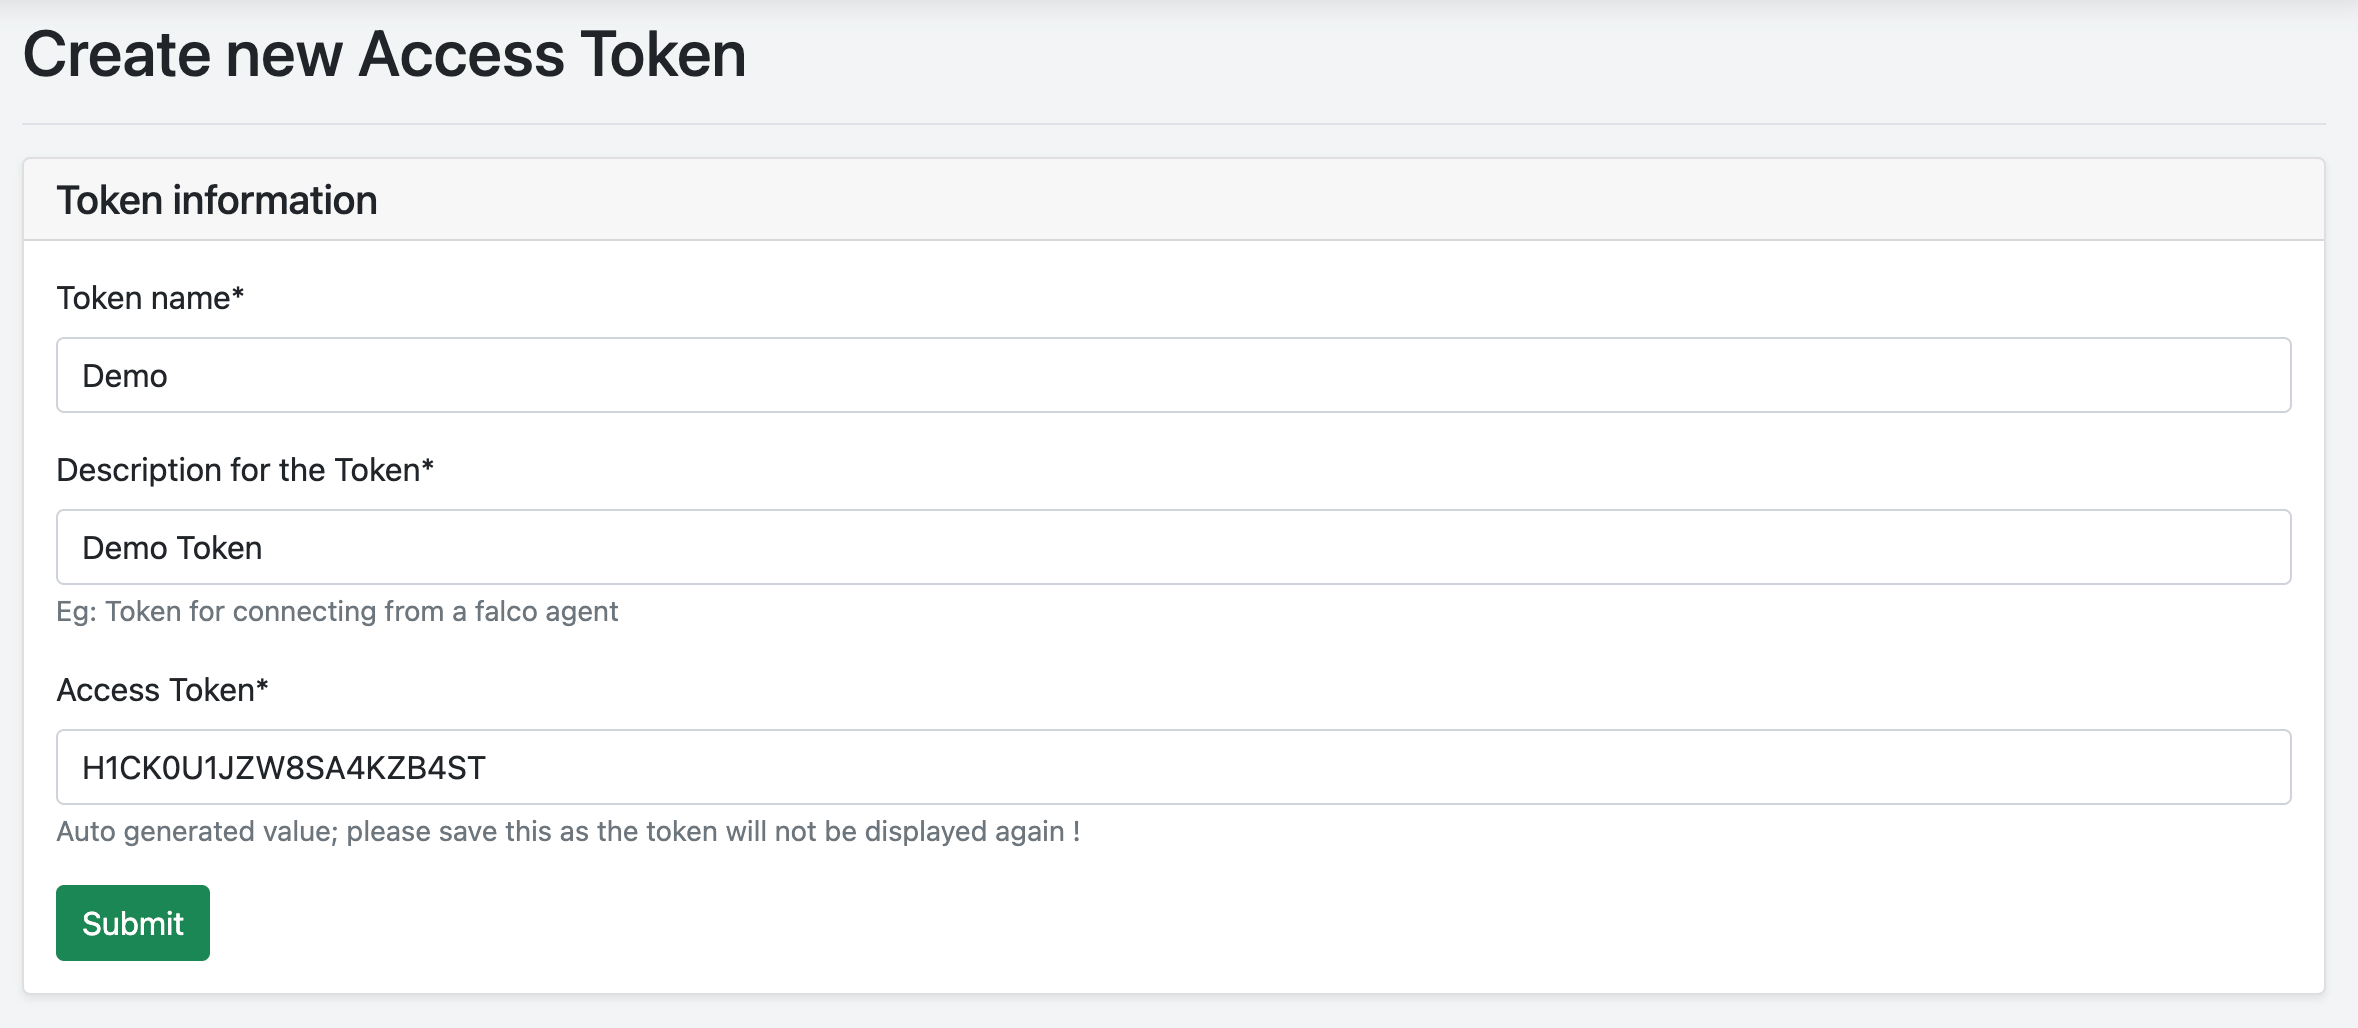 Create new Access Token
Token information
Token name*
Demo
Description for the Token*
Demo Token
Eg: Token for connecting from a falco agent
Access Token*
H1CK0U1JZW8SA4KZB4ST
Auto generated value; please save this as the token will not be displayed again !
Submit